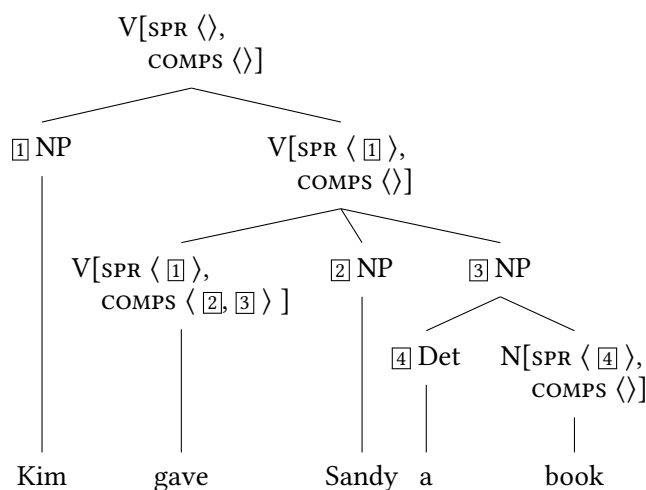 V[SPR ⟨⟩,
COMPS ⟨⟩]
1 NP
V[SPR ⟨ 1 ⟩,
COMPS ⟨⟩]
V[SPR ⟨ 1 ⟩,
COMPS ⟨ 2, 3 ⟩ ]
2 NP
3 NP
4 Det
N[SPR ⟨ 4 ⟩,
COMPS ⟨⟩]
Kim gave Sandy a book